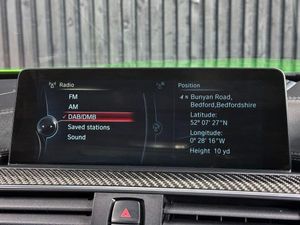 Radio
FM
AM
✓ DAB/DMB
Saved stations
Sound
Position
N Bunyan Road,
Bedford,Bedfordshire
Latitude:
52° 07' 27" N
Longitude:
0° 28' 16" W
Height 10 yd